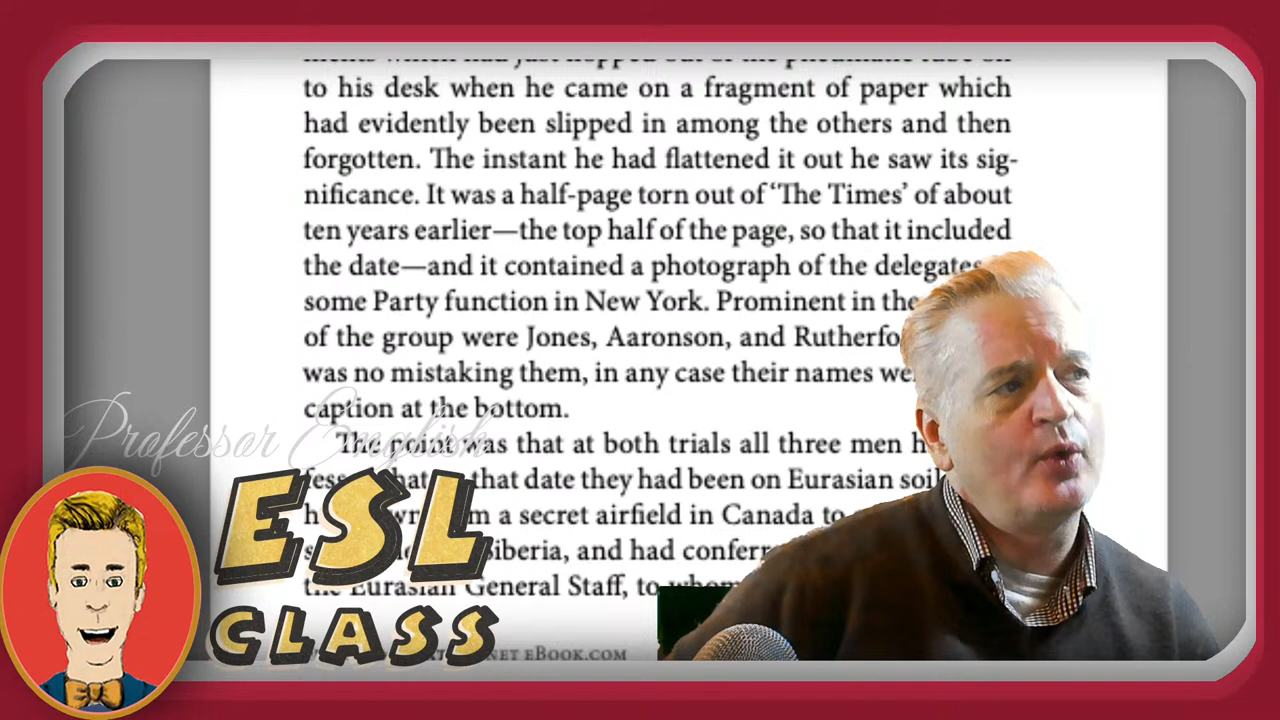 to his desk when he came on a fragment of paper which
had evidently been slipped in among the others and then
forgotten. The instant he had flattened it out he saw its sig-
nificance. It was a half-page torn out of ‘The Times’ of about
ten years earlier—the top half of the page, so that it included
the date—and it contained a photograph of the delegates
some Party function in New York. Prominent in the
of the group were Jones, Aaronson, and
was no mistaking them, in any case their names
caption at the bottom.
The point was that at both trials all three men
that date they had been on Eurasian soil
a secret airfield in Canada to
Siberia, and had
the Eurasian General Staff, to whom
Professor English
ESL
CLASS
eBook.com